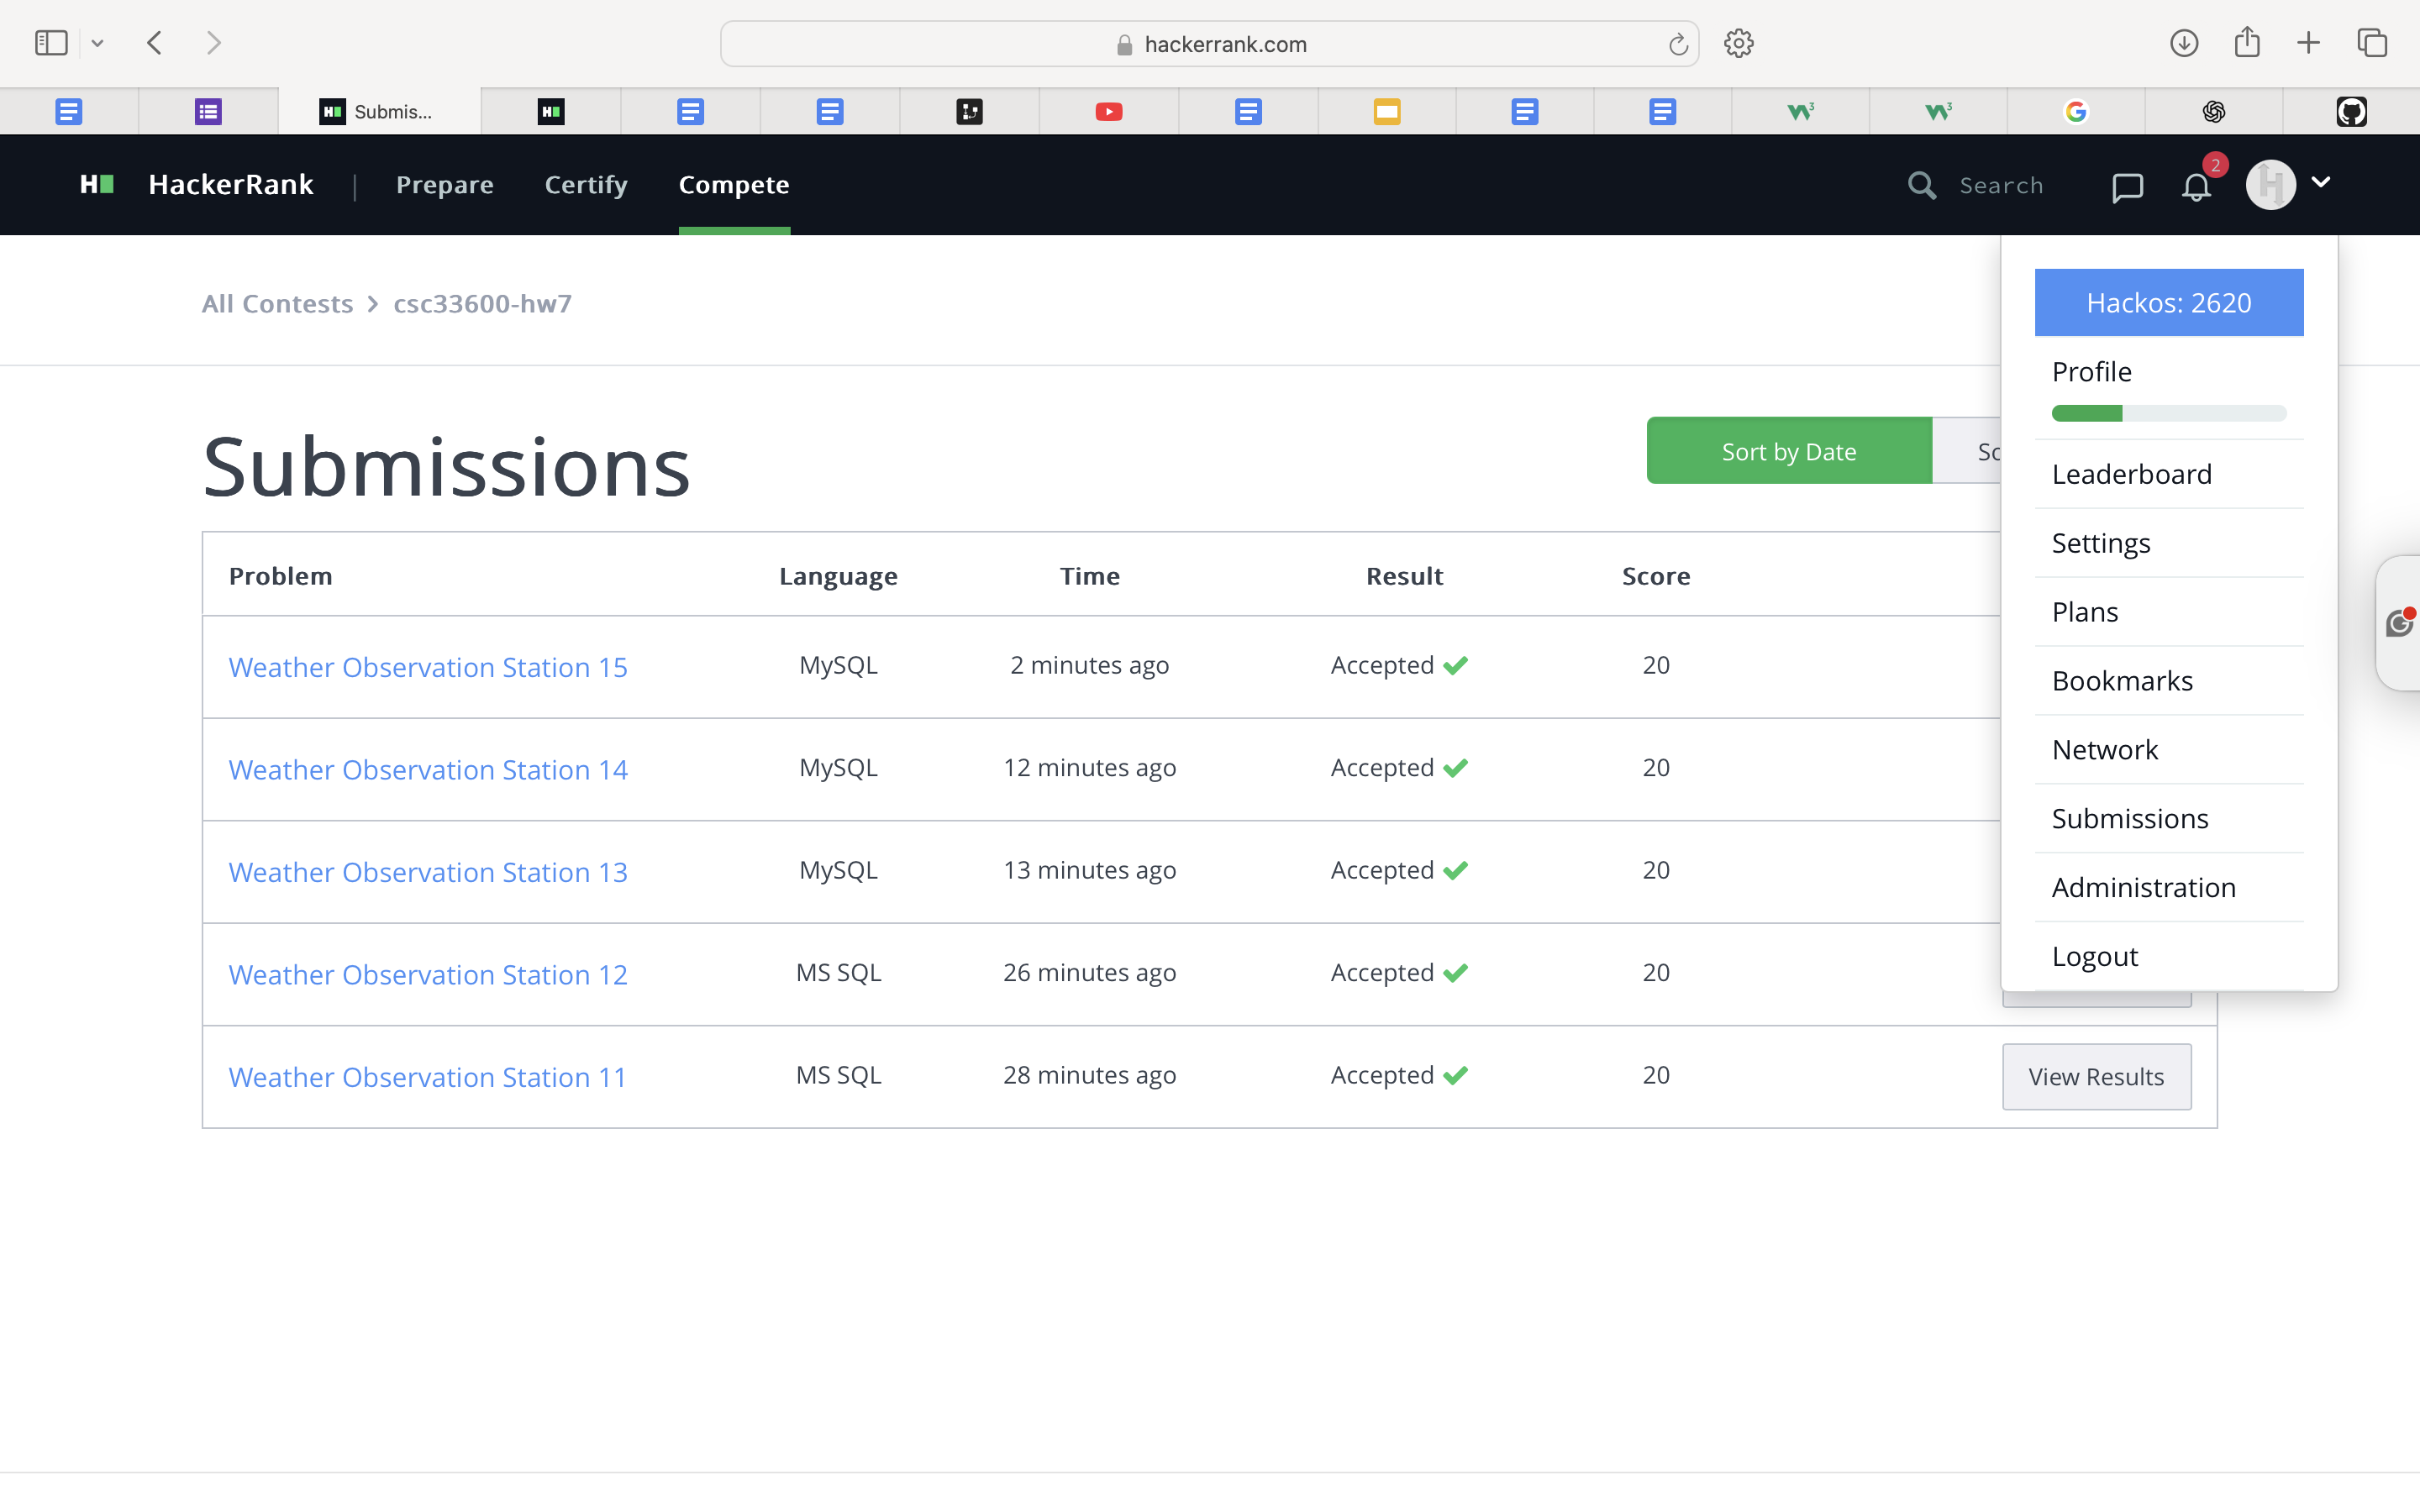 hackerrank.com
Submis...
HackerRank | Prepare Certify Compete Search 2
All Contests > csc33600-hw7
Hackos: 2620
Profile
Leaderboard
Settings
Plans
Bookmarks
Network
Submissions
Administration
Logout
Submissions
Sort by Date
Problem Language Time Result Score
Weather Observation Station 15 MySQL 2 minutes ago Accepted 20
Weather Observation Station 14 MySQL 12 minutes ago Accepted 20
Weather Observation Station 13 MySQL 13 minutes ago Accepted 20
Weather Observation Station 12 MS SQL 26 minutes ago Accepted 20
Weather Observation Station 11 MS SQL 28 minutes ago Accepted 20 View Results